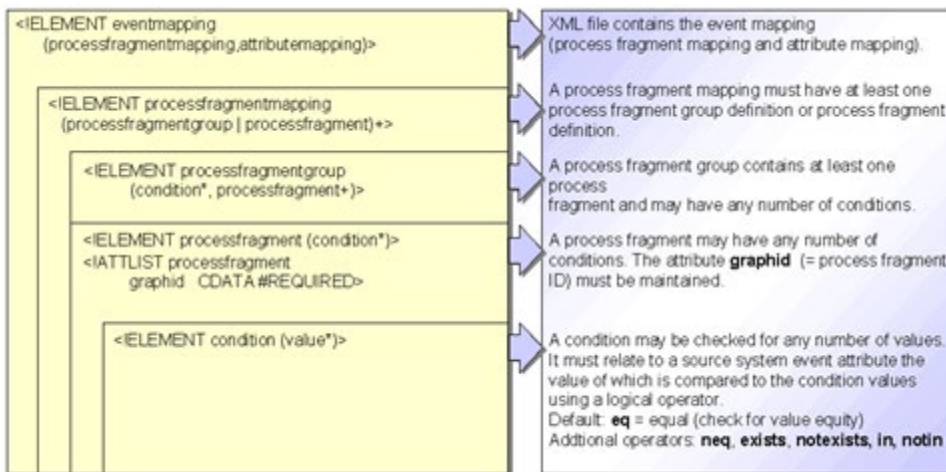 <!ELEMENT eventmapping
(processfragmentmapping,attributemapping)>
XML file contains the event mapping
(process fragment mapping and attribute mapping).
<!ELEMENT processfragmentmapping
(processfragmentgroup | processfragment)+>
A process fragment mapping must have at least one
process fragment group definition or process fragment
definition.
<!ELEMENT processfragmentgroup
(condition*, processfragment+)>
A process fragment group contains at least one
process
fragment and may have any number of conditions.
<!ELEMENT processfragment (condition*)>
<!ATTLIST processfragment
graphid CDATA #REQUIRED>
A process fragment may have any number of
conditions. The attribute graphid (= process fragment
ID) must be maintained.
<!ELEMENT condition (value*)>
A condition may be checked for any number of values.
It must relate to a source system event attribute the
value of which is compared to the condition values
using a logical operator.
Default: eq = equal (check for value equity)
Addtional operators: neq, exists, notexists, in, notin